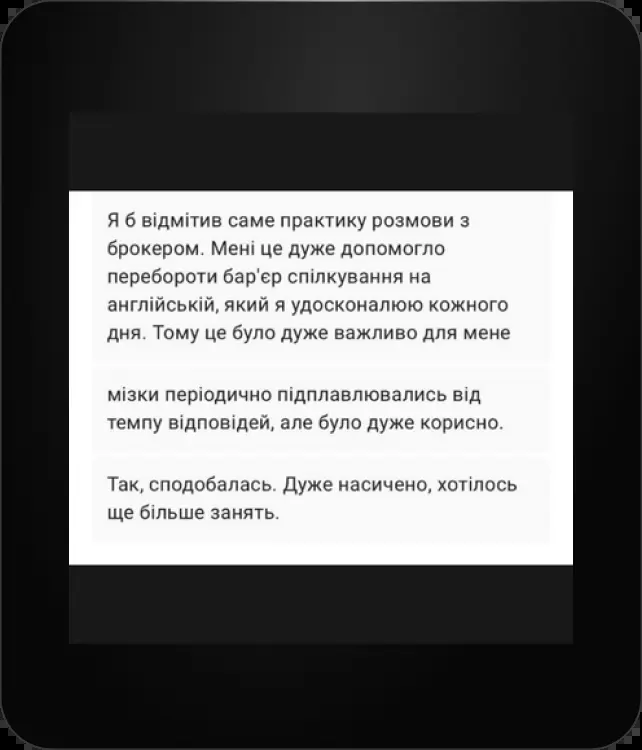 Я б відмітив саме практику розмови з
брокером. Мені це дуже допомогло
перебороти бар'єр спілкування на
англійській, який я удосконалюю кожного
дня. Тому це було дуже важливо для мене
мізки періодично підплавлювались від
темпу відповідей, але було дуже корисно.
Так, сподобалась. Дуже насичено, хотілось
ще більше занять.